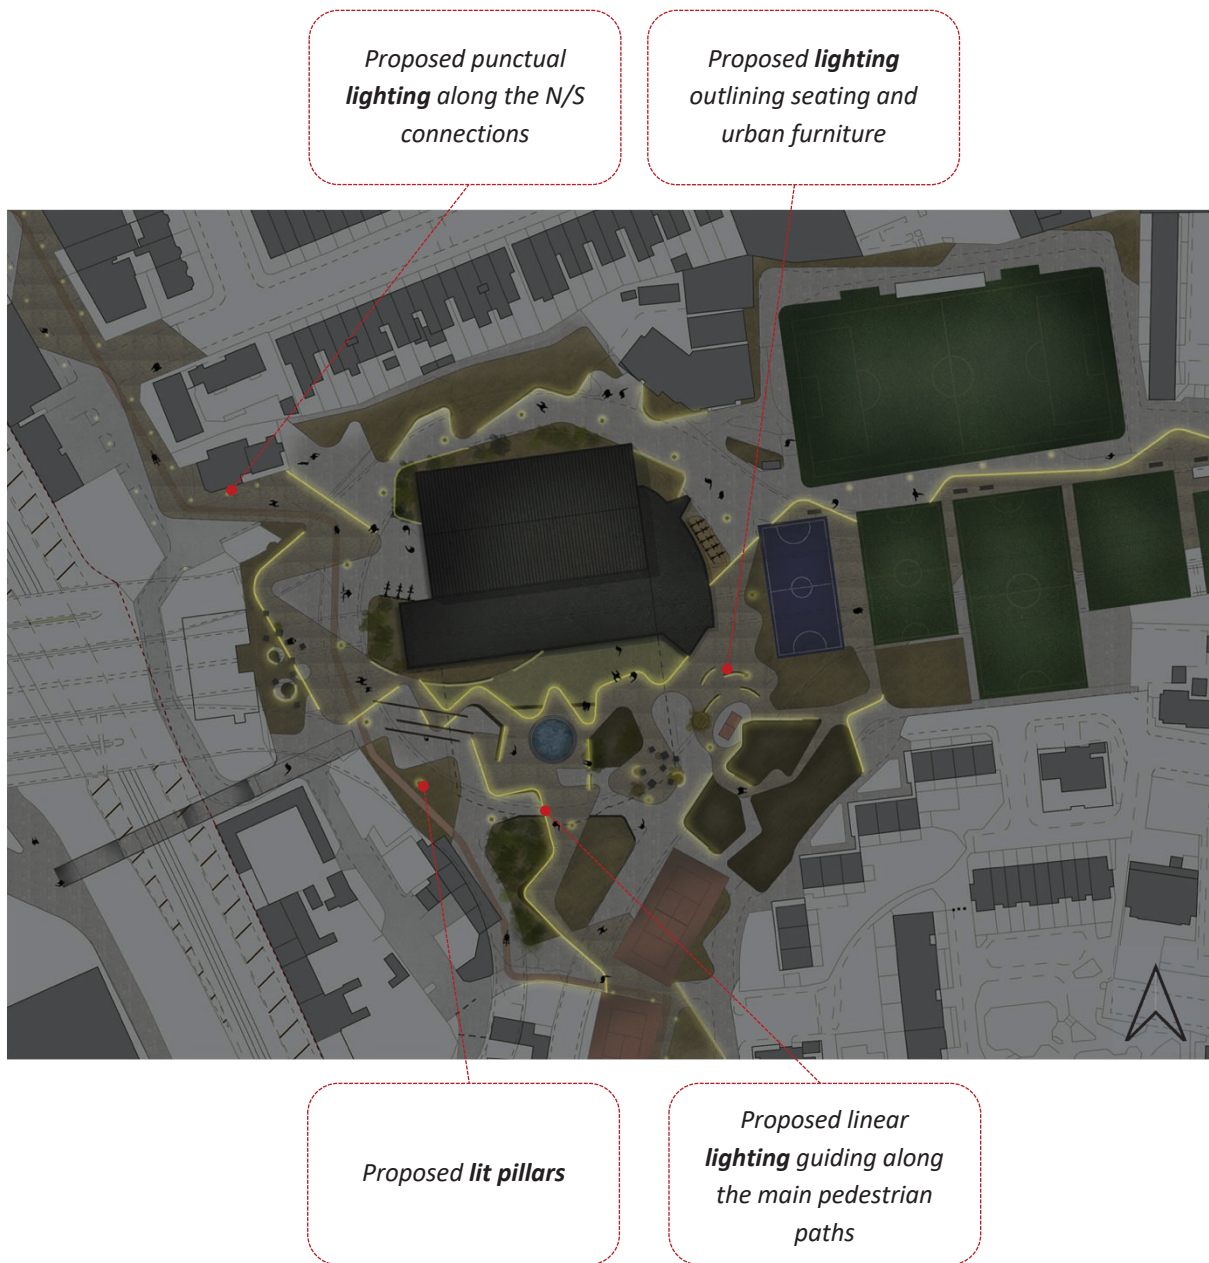 Proposed punctual
lighting along the N/S
connections
Proposed lighting
outlining seating and
urban furniture
Proposed lit pillars
Proposed linear
lighting guiding along
the main pedestrian
paths